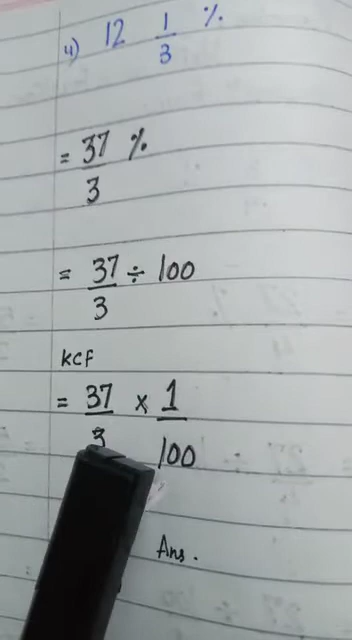 4) 12 1/3 %
= 37/3 %
= 37/3 ÷ 100
KCF
= 37/3 × 1/100
Ans.